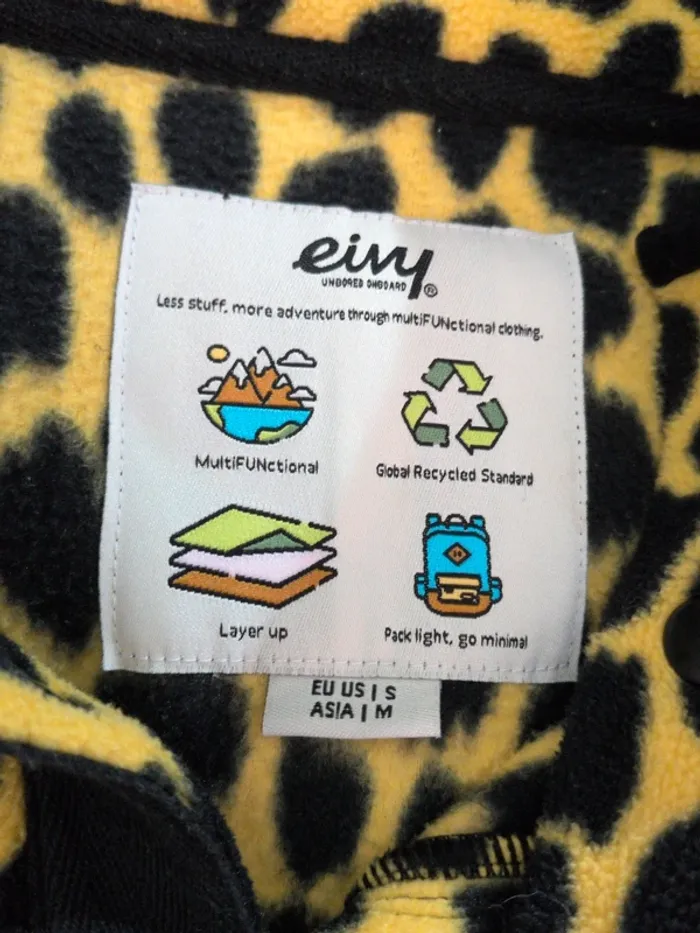 eivy
UNBORED ONBOARD ®
Less stuff, more adventure through multiFUNctional clothing.
MultiFUNctional
Global Recycled Standard
Layer up
Pack light, go minimal
EU US | S
ASIA | M